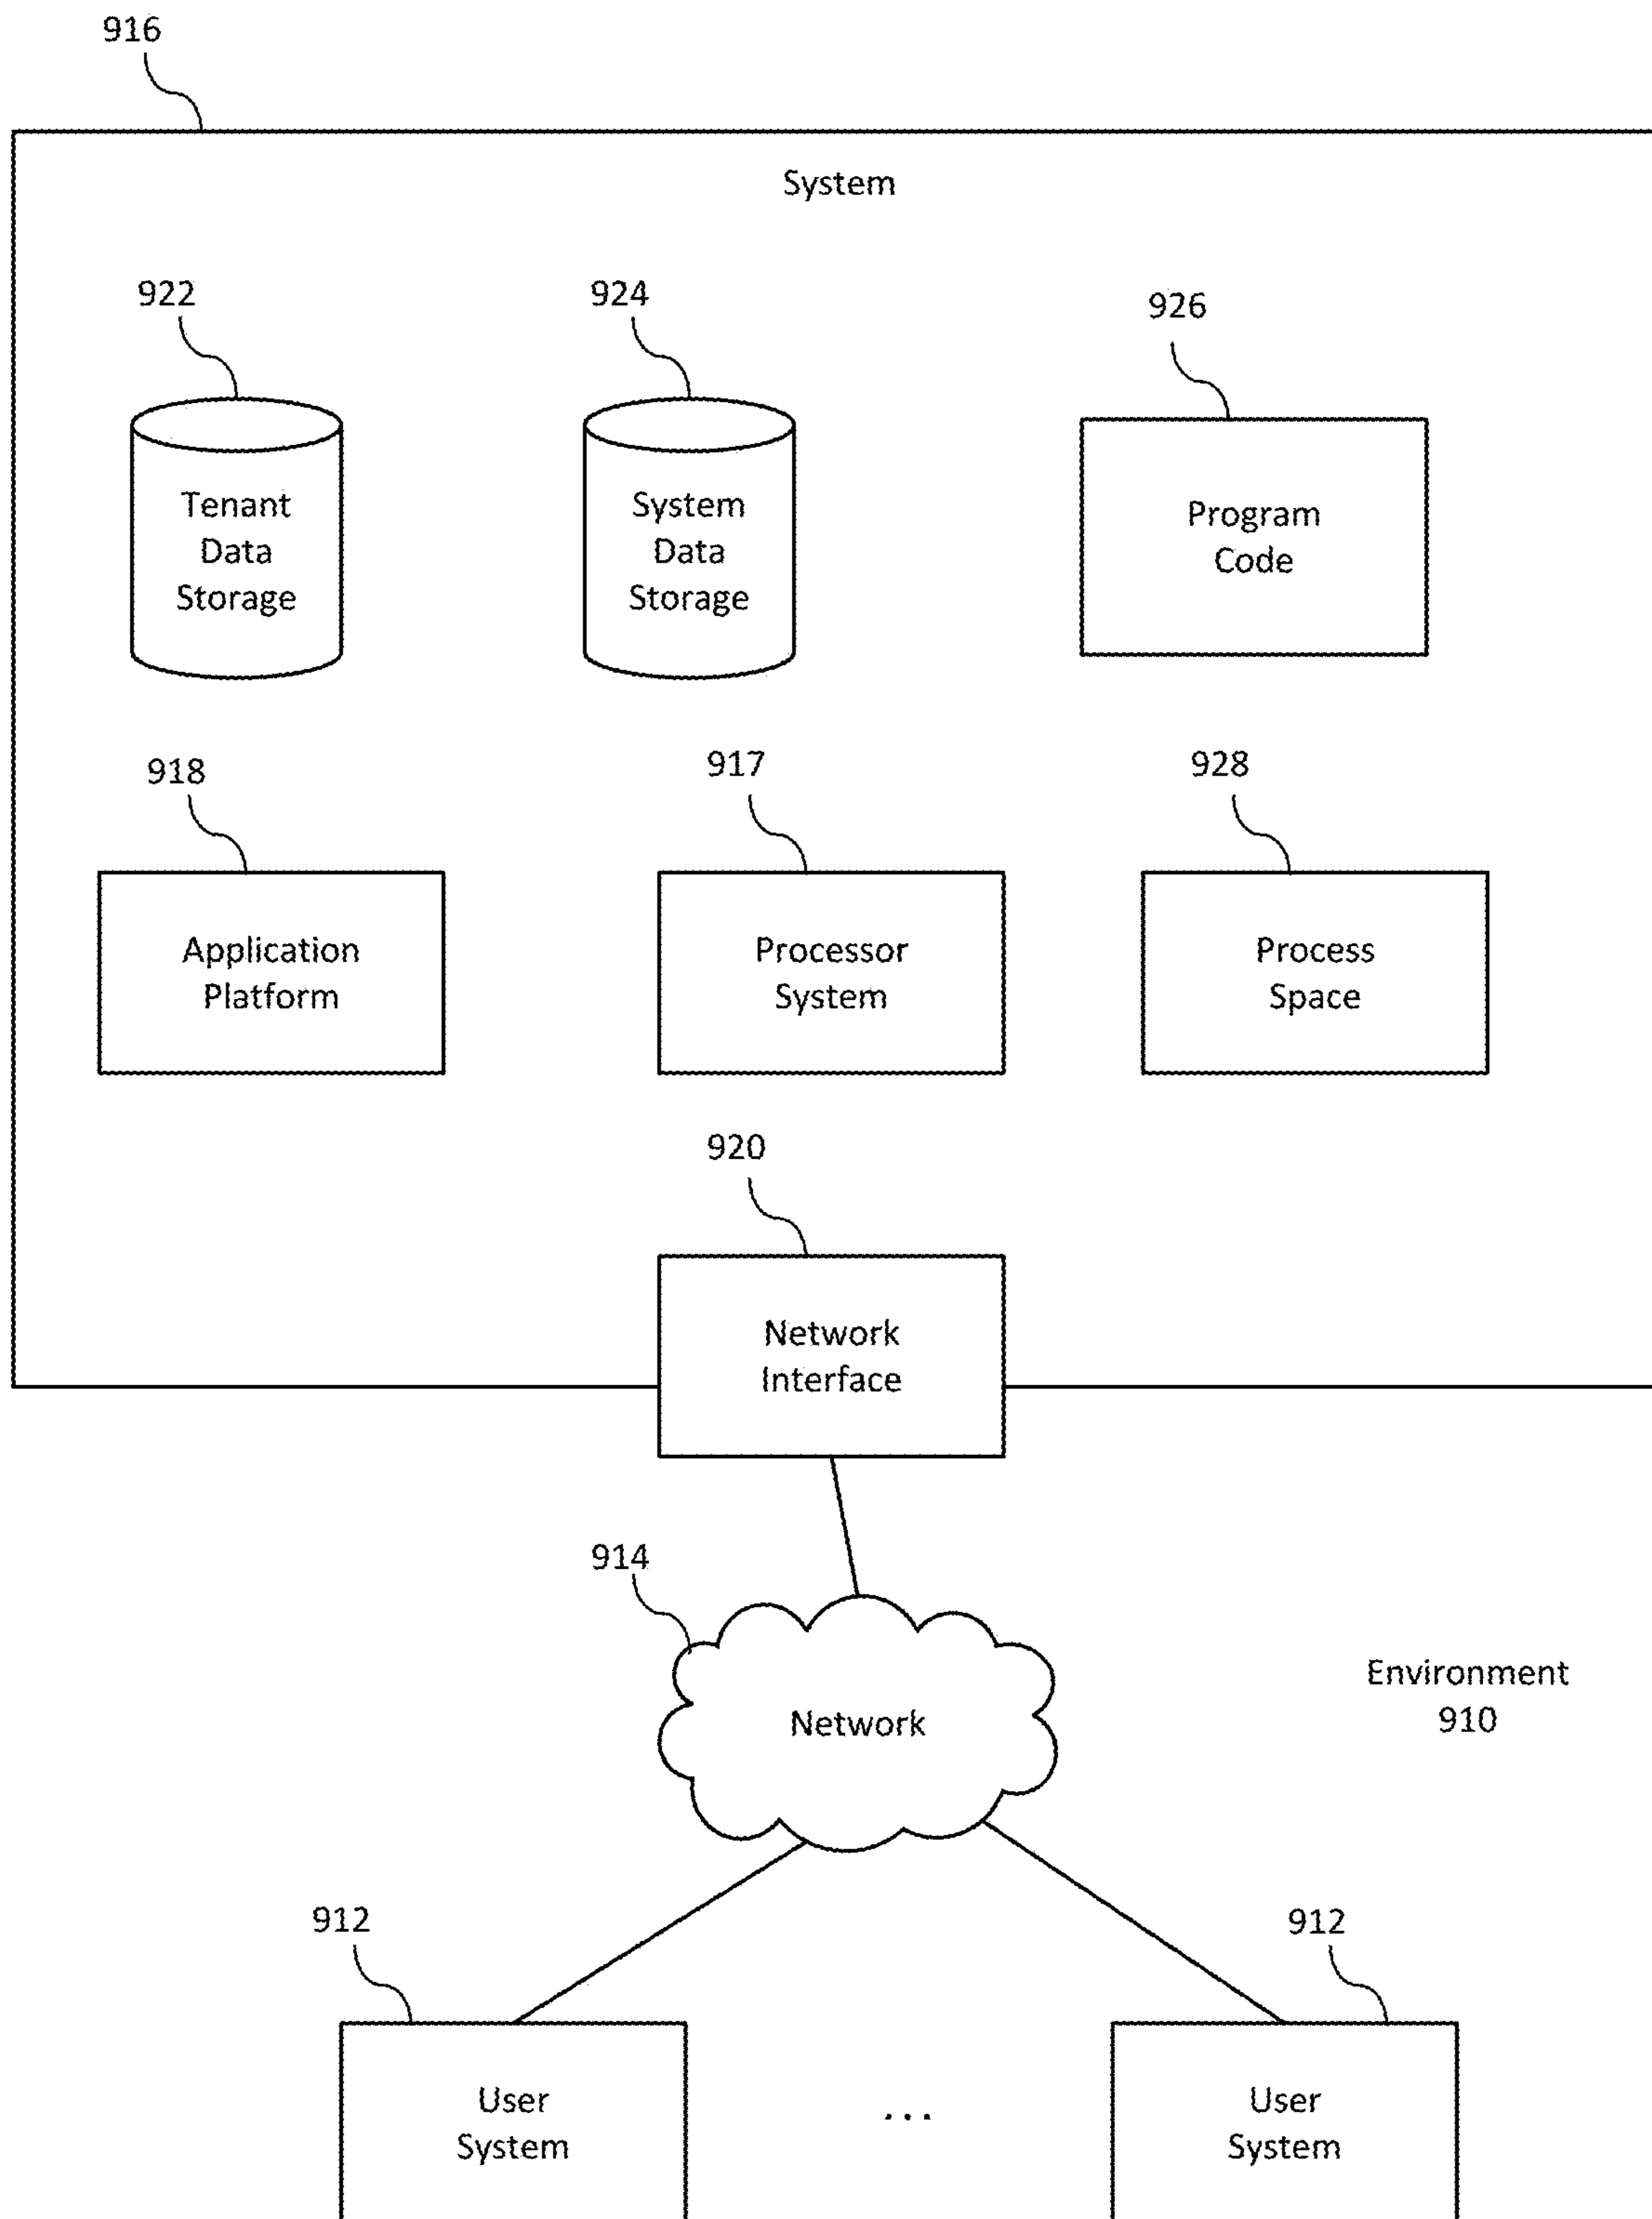 916
System
922
924
926
Tenant
Data
Storage
System
Data
Storage
Program
Code
918
917
928
Application
Platform
Processor
System
Process
Space
920
Network
Interface
914
Network
Environment
910
912
912
User
System
...
User
System